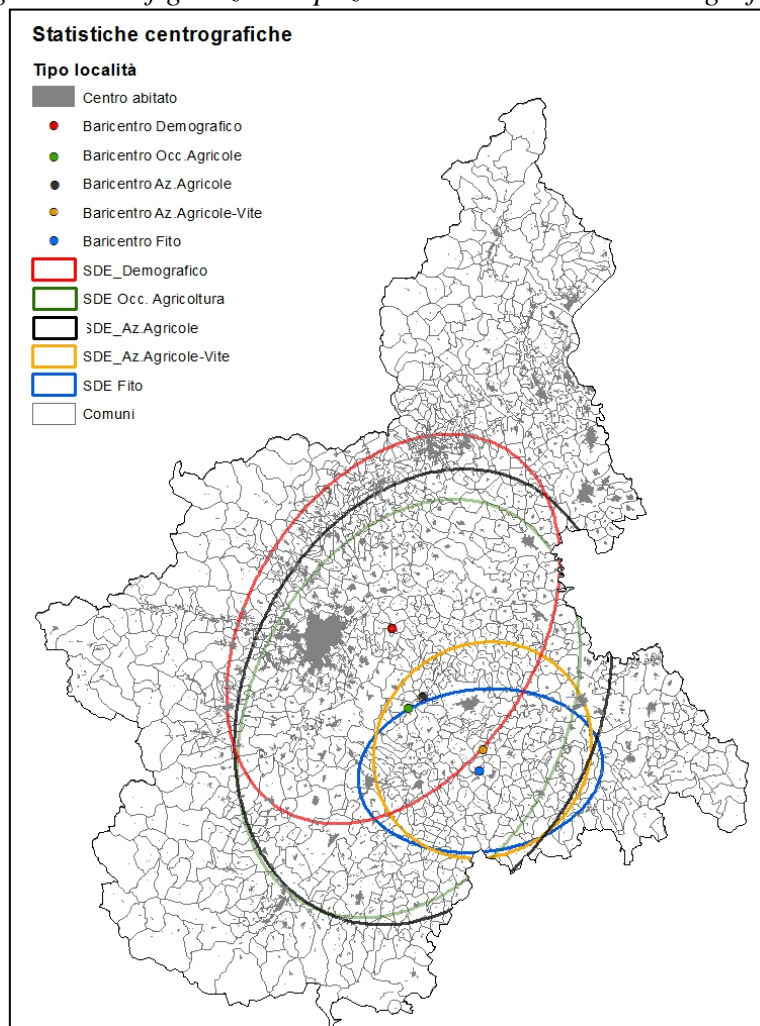 Statistiche centrografiche
Tipo località
Centro abitato
Baricentro Demografico
Baricentro Occ.Agricole
Baricentro Az.Agricole
Baricentro Az.Agricole-Vite
Baricentro Fito
SDE_Demografico
SDE Occ. Agricoltura
SDE_Az.Agricole
SDE_Az.Agricole-Vite
SDE Fito
Comuni